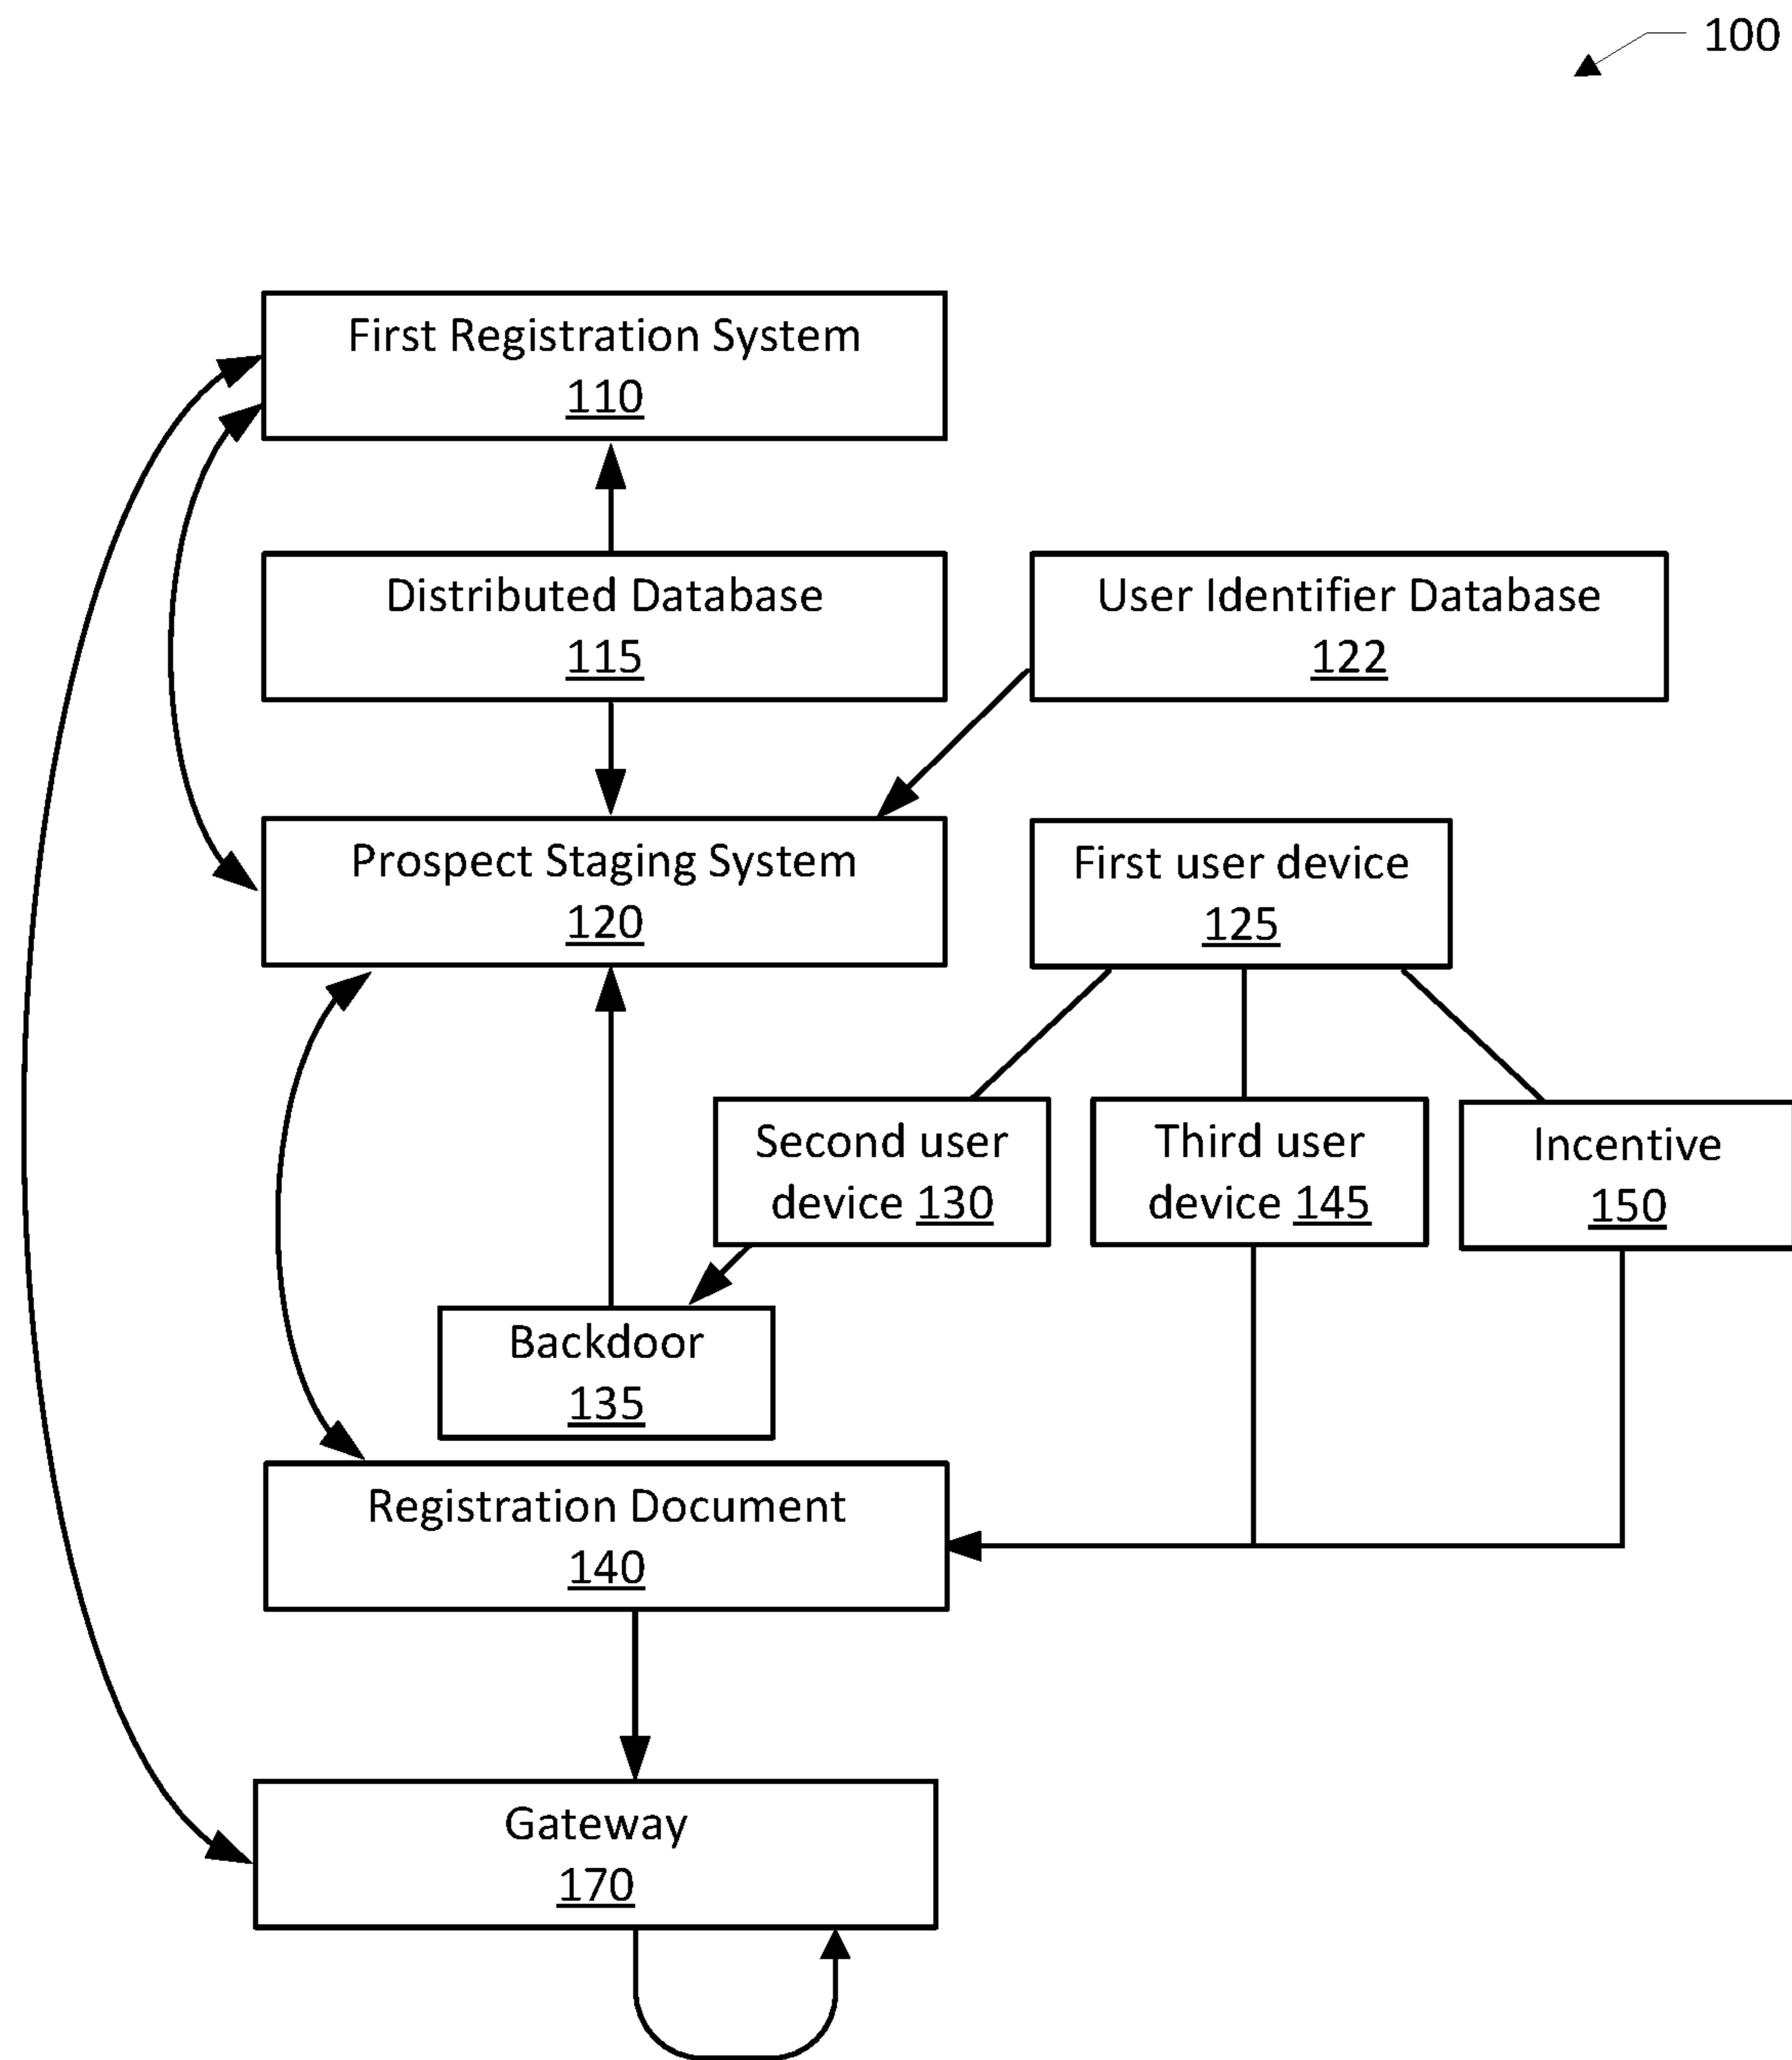 100
First Registration System
110
Distributed Database
115
User Identifier Database
122
Prospect Staging System
120
First user device
125
Second user
device 130
Third user
device 145
Incentive
150
Backdoor
135
Registration Document
140
Gateway
170